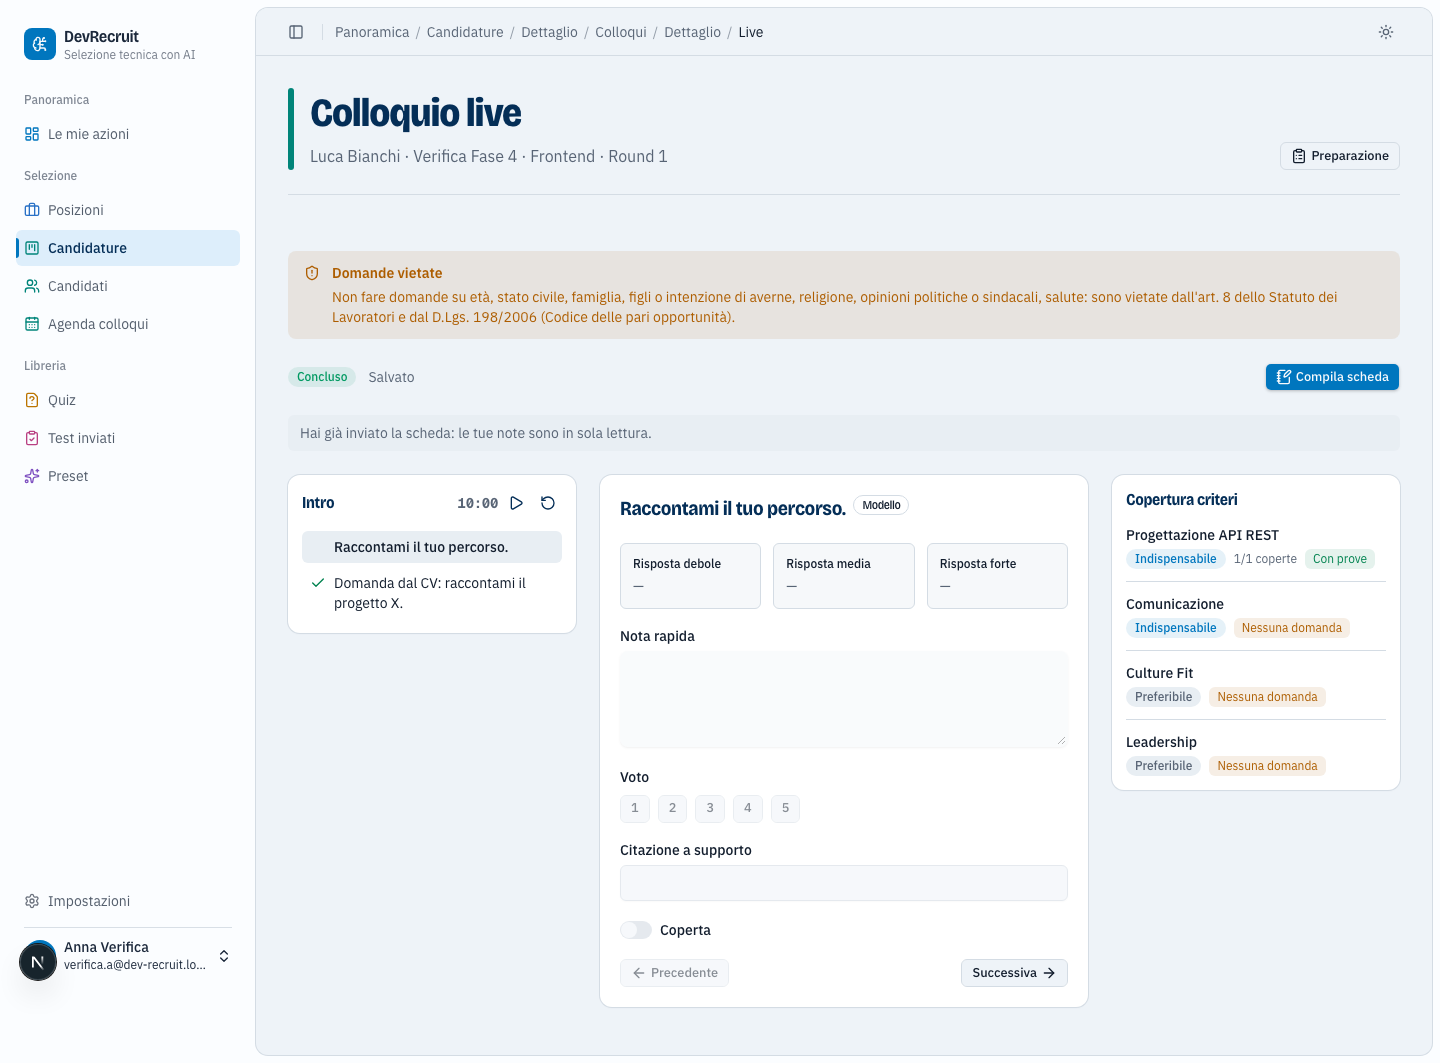 DevRecruit
Selezione tecnica con AI
Panoramica
Le mie azioni
Selezione
Posizioni
Candidature
Candidati
Agenda colloqui
Libreria
Quiz
Test inviati
Preset
Impostazioni
Anna Verifica
verifica.a@dev-recruit.lo...
N
Panoramica / Candidature / Dettaglio / Colloqui / Dettaglio / Live
Colloquio live
Luca Bianchi · Verifica Fase 4 · Frontend · Round 1
Preparazione
Domande vietate
Non fare domande su età, stato civile, famiglia, figli o intenzione di averne, religione, opinioni politiche o sindacali, salute: sono vietate dall'art. 8 dello Statuto dei
Lavoratori e dal D.Lgs. 198/2006 (Codice delle pari opportunità).
Concluso Salvato
Compila scheda
Hai già inviato la scheda: le tue note sono in sola lettura.
Intro 10:00
Raccontami il tuo percorso.
Domanda dal CV: raccontami il
progetto X.
Raccontami il tuo percorso. Modello
Risposta debole
—
Risposta media
—
Risposta forte
—
Nota rapida
Voto
1 2 3 4 5
Citazione a supporto
Coperta
Precedente
Successiva
Copertura criteri
Progettazione API REST
Indispensabile 1/1 coperte Con prove
Comunicazione
Indispensabile Nessuna domanda
Culture Fit
Preferibile Nessuna domanda
Leadership
Preferibile Nessuna domanda